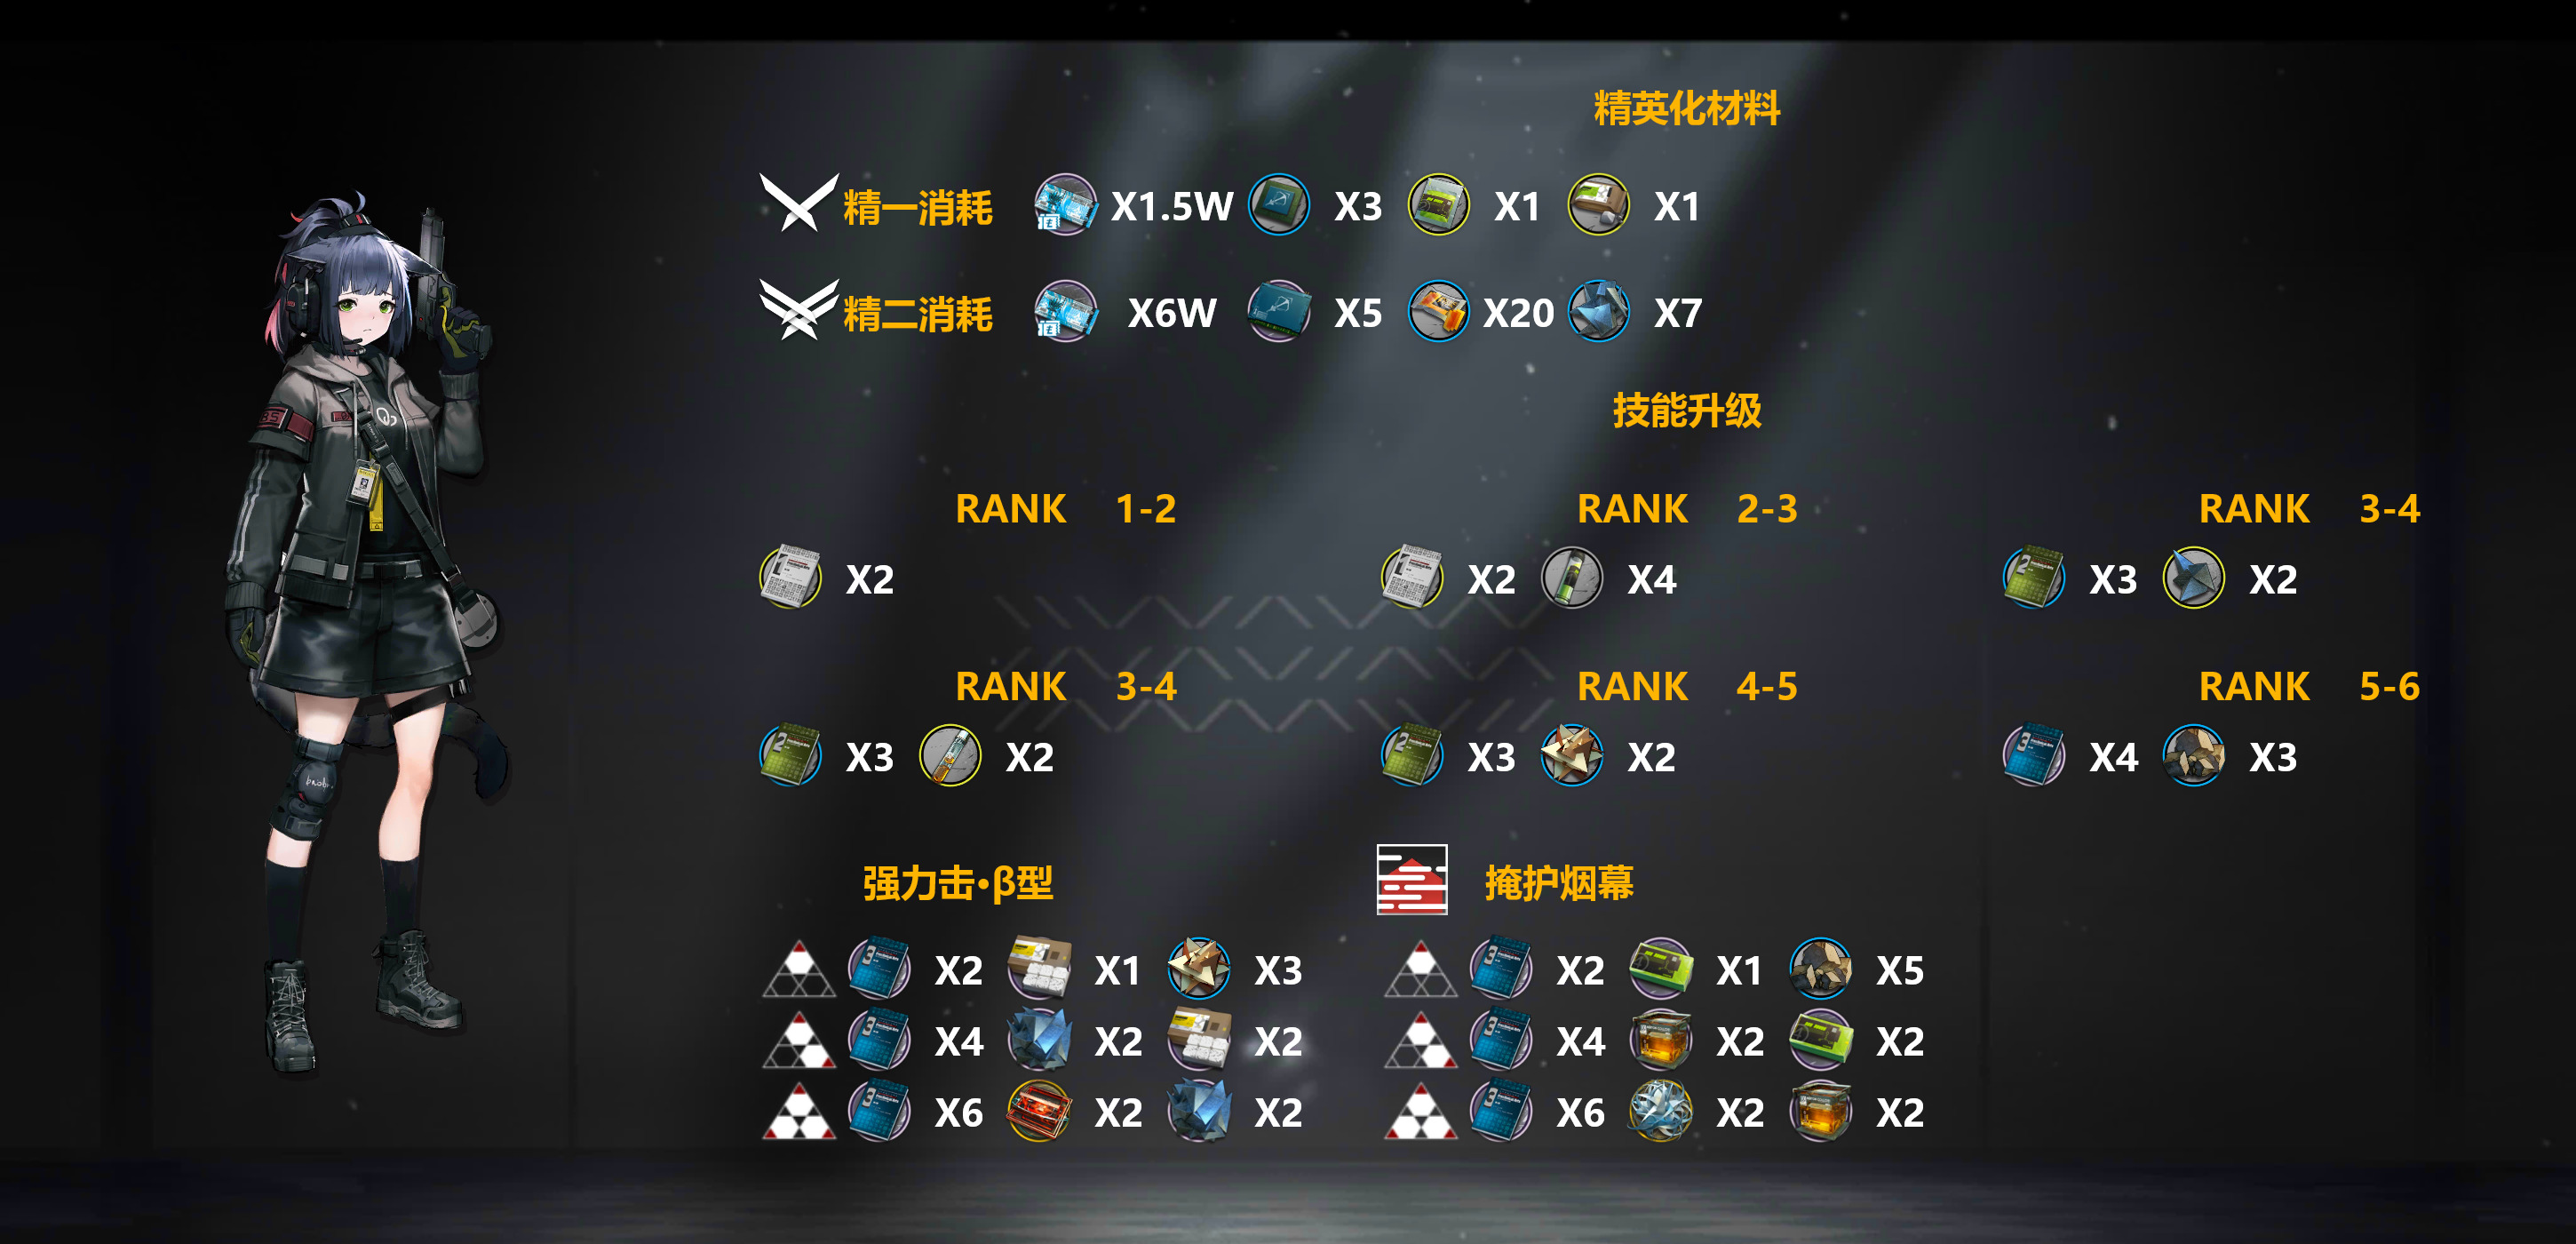 精英化材料
精一消耗 X1.5W X3 X1 X1
精二消耗 X6W X5 X20 X7
技能升级
RANK 1-2 RANK 2-3 RANK 3-4
X2 X2 X4 X3 X2
RANK 3-4 RANK 4-5 RANK 5-6
X3 X2 X3 X2 X4 X3
强力击·β型 掩护烟幕
X2 X1 X3 X2 X1 X5
X4 X2 X2 X4 X2 X2
X6 X2 X2 X6 X2 X2